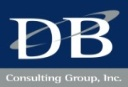 DB
Consulting Group, Inc.